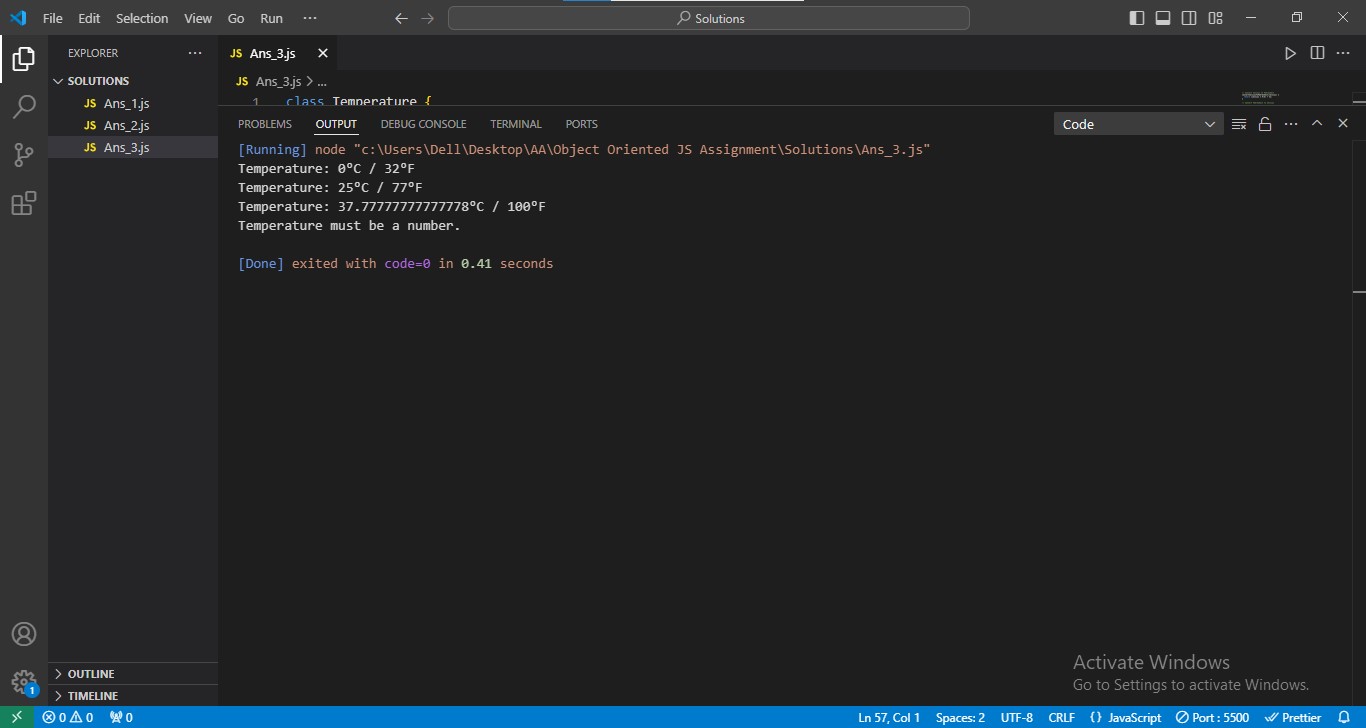 File Edit Selection View Go Run ···
Solutions
EXPLORER ···
SOLUTIONS
JS Ans_1.js
JS Ans_2.js
JS Ans_3.js
OUTLINE
TIMELINE
JS Ans_3.js
JS Ans_3.js > ...
1 class Temperature {
PROBLEMS OUTPUT DEBUG CONSOLE TERMINAL PORTS
Code
[Running] node "c:\Users\Dell\Desktop\AA\Object Oriented JS Assignment\Solutions\Ans_3.js"
Temperature: 0°C / 32°F
Temperature: 25°C / 77°F
Temperature: 37.77777777777778°C / 100°F
Temperature must be a number.
[Done] exited with code=0 in 0.41 seconds
Activate Windows
Go to Settings to activate Windows.
1
0 0 0
Ln 57, Col 1 Spaces: 2 UTF-8 CRLF {} JavaScript Port : 5500 Prettier